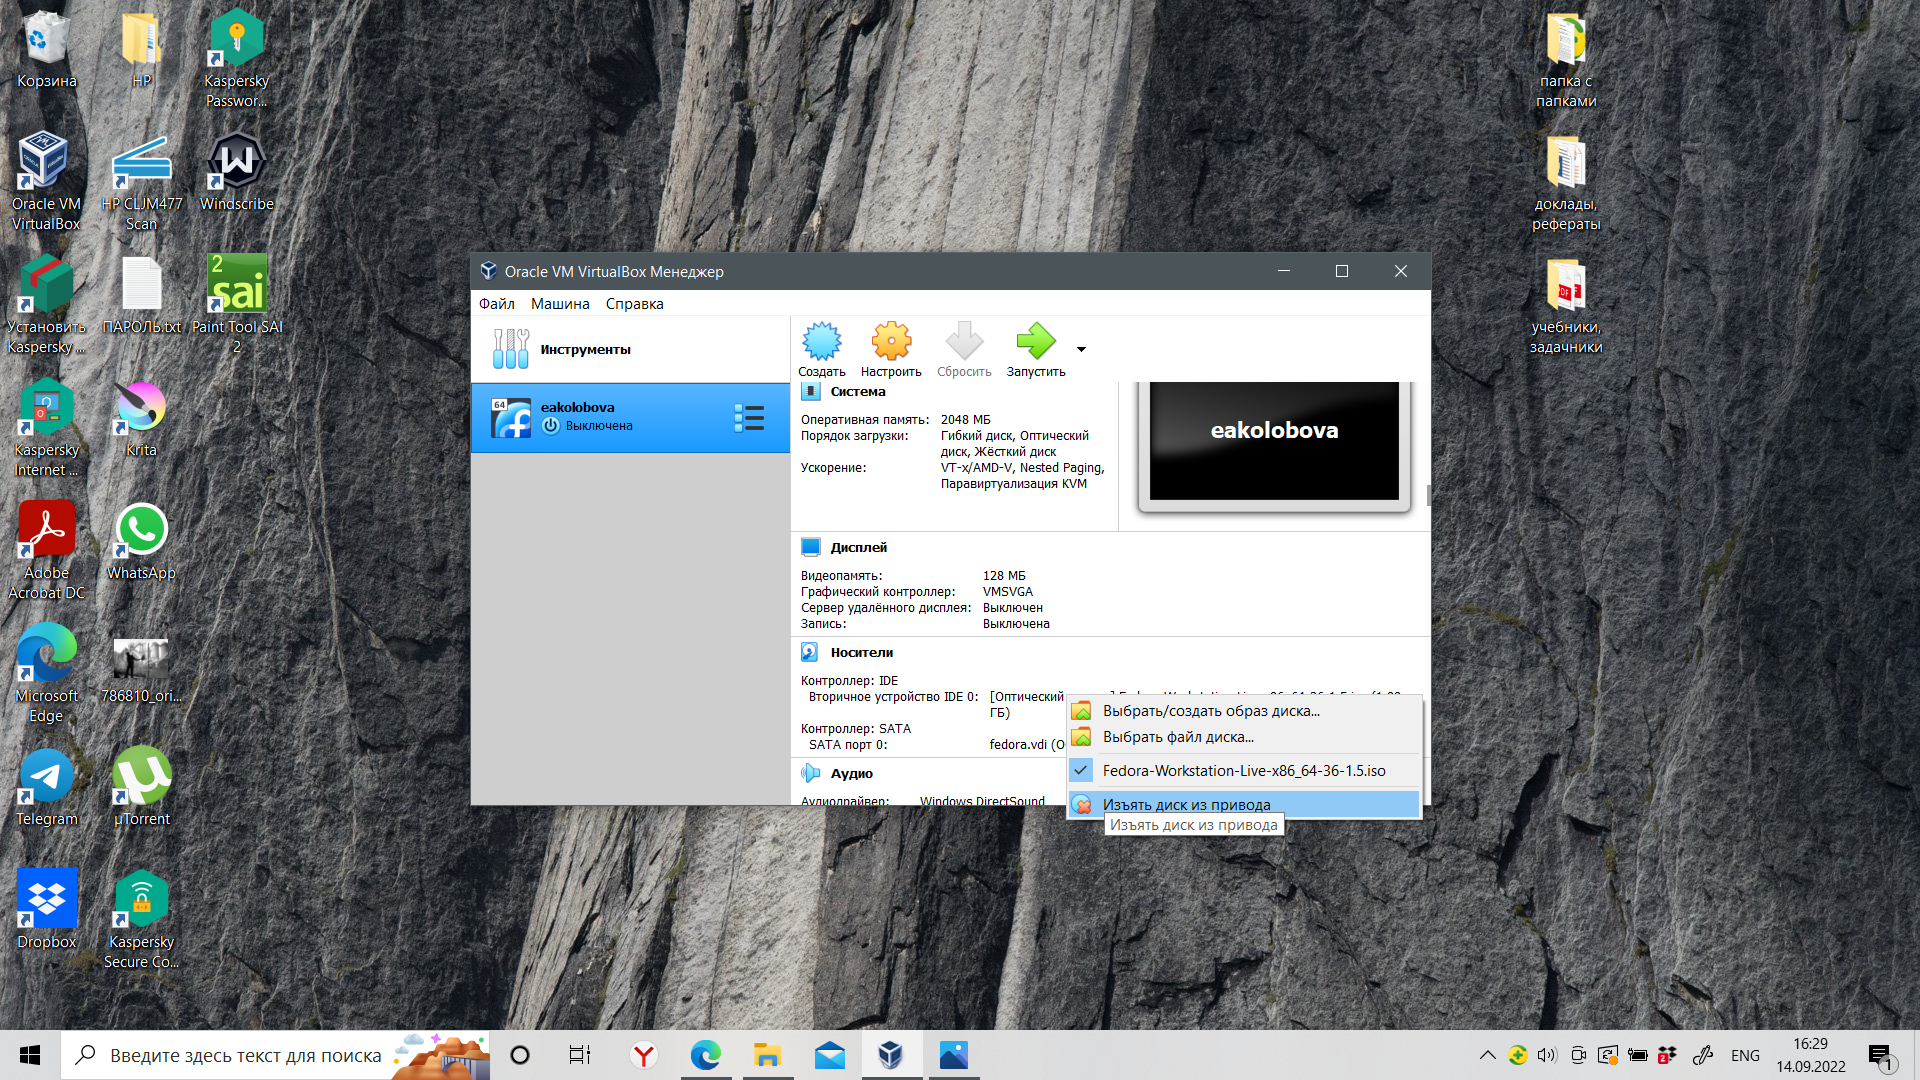 Корзина
HP
Kaspersky
Passwor...
Oracle VM
VirtualBox
HP CLJM477
Scan
Windscribe
Установить
Kaspersky ...
ПАРОЛЬ.txt
2
sai
Paint Tool SAI
2
Kaspersky
Internet ...
Krita
Adobe
Acrobat DC
WhatsApp
Microsoft
Edge
786810_ori...
Telegram
µTorrent
Dropbox
Kaspersky
Secure Co...
папка с
папками
доклады,
рефераты
учебники,
задачники
Oracle VM VirtualBox Менеджер
Файл Машина Справка
Инструменты
Создать Настроить Сбросить Запустить
64
eakolobova
Выключена
Система
Оперативная память: 2048 МБ
Порядок загрузки: Гибкий диск, Оптический
диск, Жёсткий диск
Ускорение: VT-x/AMD-V, Nested Paging,
Паравиртуализация KVM
eakolobova
Дисплей
Видеопамять: 128 МБ
Графический контроллер: VMSVGA
Сервер удалённого дисплея: Выключен
Запись: Выключена
Носители
Контроллер: IDE
Вторичное устройство IDE 0: [Оптический
ГБ)
Контроллер: SATA
SATA порт 0: fedora.vdi (О
Аудио
Аудиодрайвер: Windows DirectSound
Выбрать/создать образ диска...
Выбрать файл диска...
Fedora-Workstation-Live-x86_64-36-1.5.iso
Изъять диск из привода
Изъять диск из привода
Введите здесь текст для поиска
ENG
16:29
14.09.2022
1